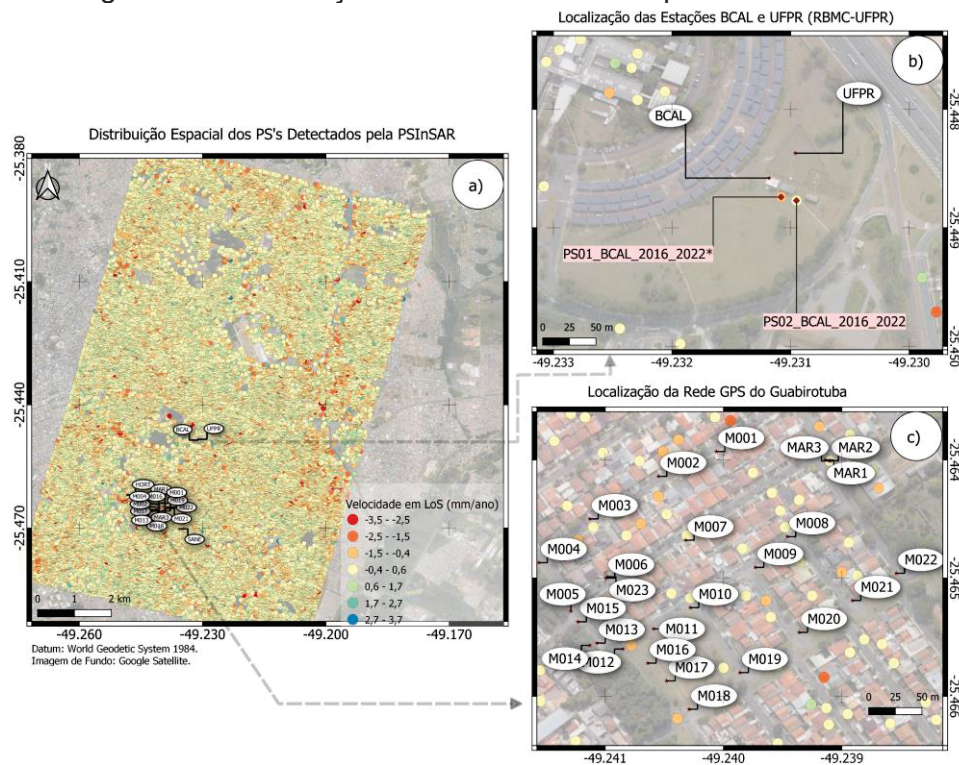 Localização das Estações BCAL e UFPR (RBMC-UFPR)
b)
UFPR
BCAL
PS01_BCAL_2016_2022*
PS02_BCAL_2016_2022
0 25 50 m
-49.233 -49.232 -49.231 -49.230
-25.448
-25.449
-25.450
Distribuição Espacial dos PS's Detectados pela PSInSAR
a)
-25.380
-25.410
-25.440
-25.470
BCAL
UFPR
HORT
M001
M004
M016
M021
SANE
Velocidade em LoS (mm/ano)
-3,5 - -2,5
-2,5 - -1,5
-1,5 - -0,4
-0,4 - 0,6
0,6 - 1,7
1,7 - 2,7
2,7 - 3,7
0 1 2 km
-49.260 -49.230 -49.200 -49.170
Datum: World Geodetic System 1984.
Imagem de Fundo: Google Satellite.
Localização da Rede GPS do Guabirotuba
c)
M001
MAR3
MAR2
M002
MAR1
M003
M007
M008
M004
M009
M022
M006
M005
M023
M021
M015
M010
M013
M011
M020
M014
M012
M016
M019
M017
M018
0 25 50 m
-25.464
-25.465
-25.466
-49.241 -49.240 -49.239